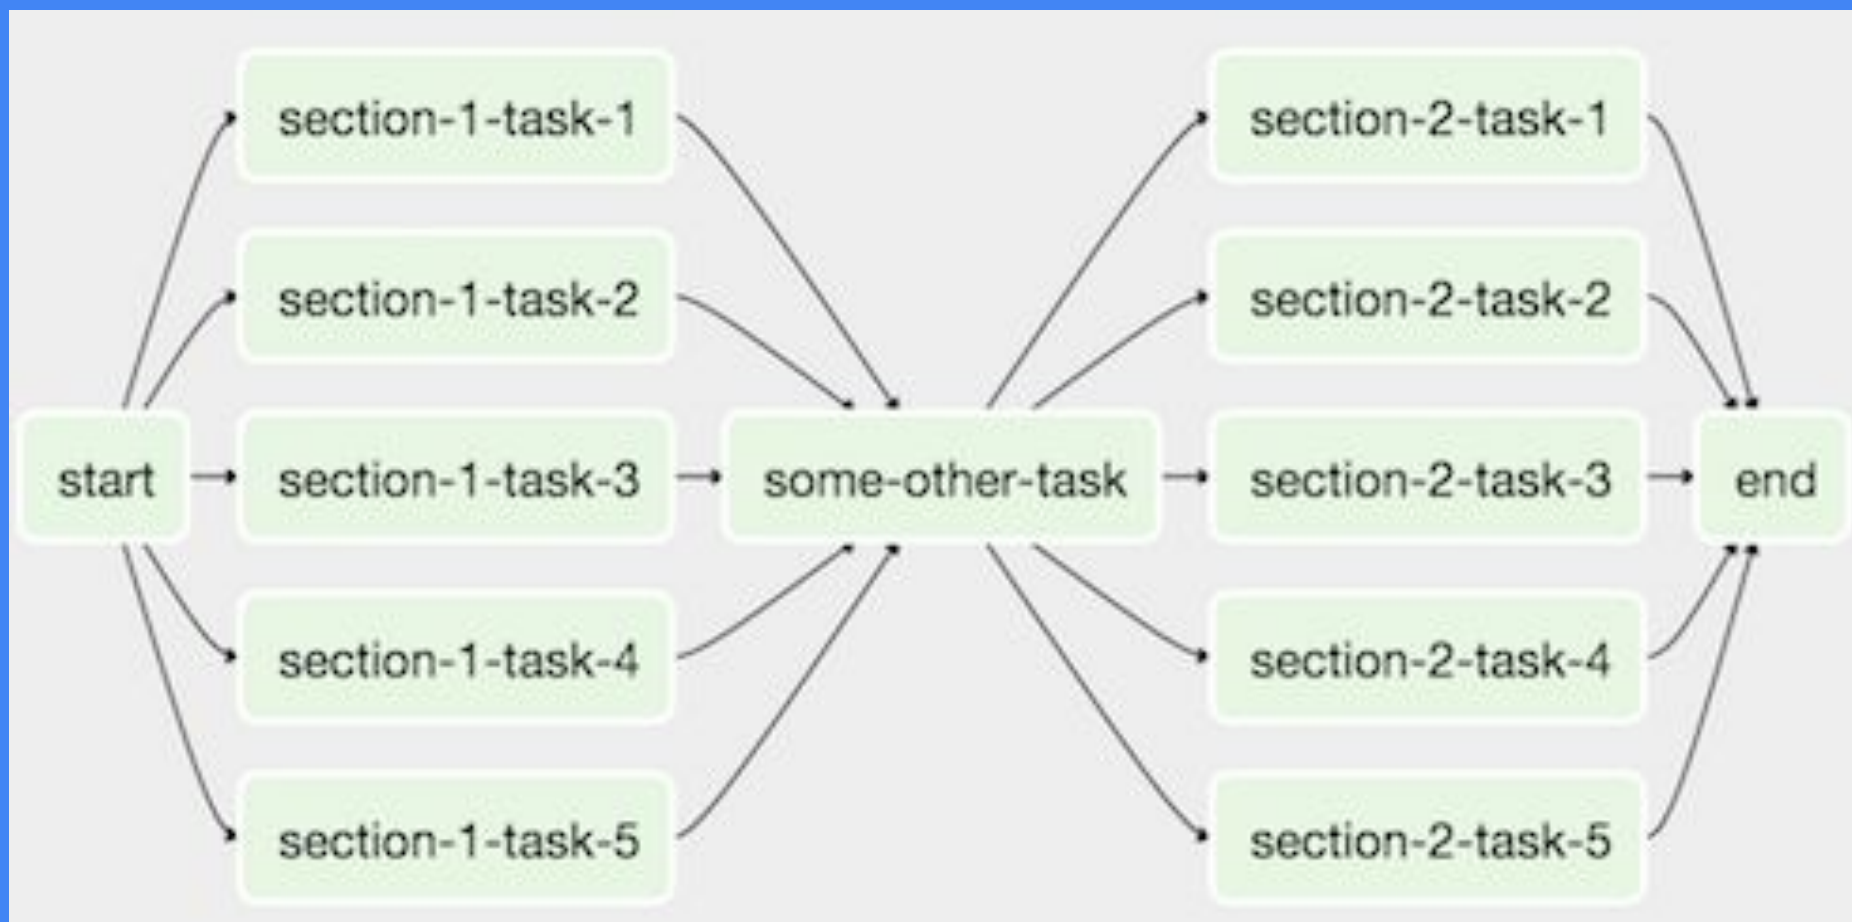 start
section-1-task-1
section-1-task-2
section-1-task-3
section-1-task-4
section-1-task-5
some-other-task
section-2-task-1
section-2-task-2
section-2-task-3
section-2-task-4
section-2-task-5
end